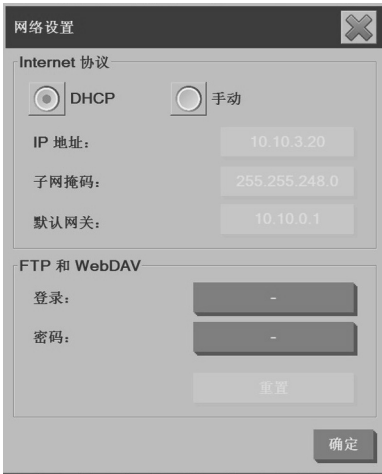 网络设置
Internet 协议
DHCP 手动
IP 地址： 10.10.3.20
子网掩码： 255.255.248.0
默认网关： 10.10.0.1
FTP 和 WebDAV
登录： -
密码： -
重置
确定